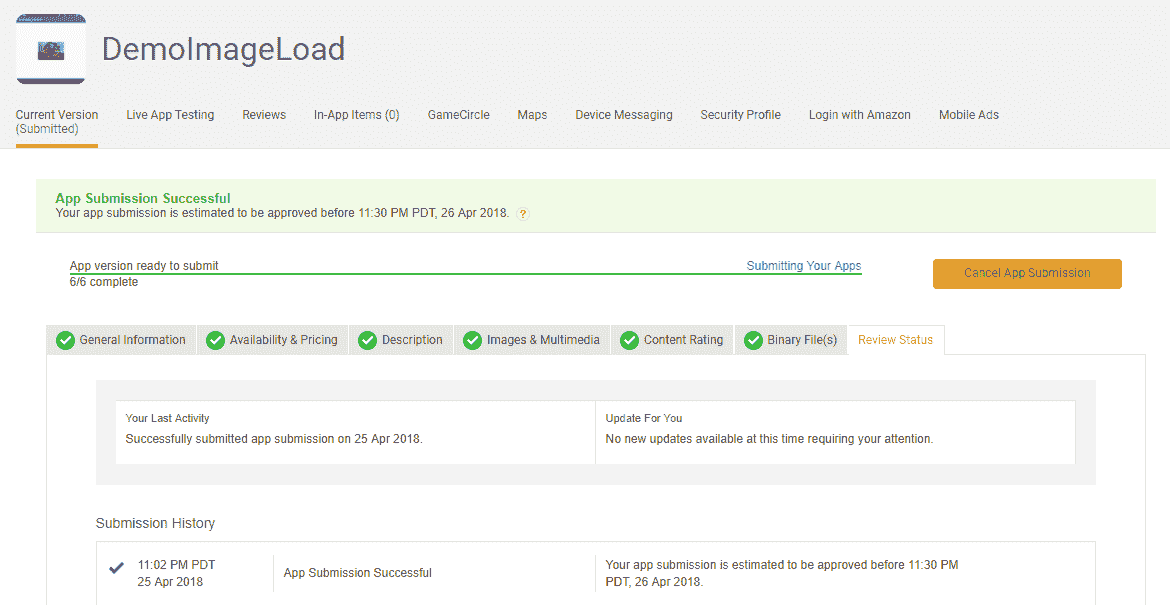 DemoImageLoad
Current Version Live App Testing Reviews In-App Items (0) GameCircle Maps Device Messaging Security Profile Login with Amazon Mobile Ads
(Submitted)
App Submission Successful
Your app submission is estimated to be approved before 11:30 PM PDT, 26 Apr 2018. ?
App version ready to submit Submitting Your Apps
6/6 complete
Cancel App Submission
General Information Availability & Pricing Description Images & Multimedia Content Rating Binary File(s) Review Status
Your Last Activity
Successfully submitted app submission on 25 Apr 2018.
Update For You
No new updates available at this time requiring your attention.
Submission History
11:02 PM PDT
25 Apr 2018
App Submission Successful
Your app submission is estimated to be approved before 11:30 PM
PDT, 26 Apr 2018.